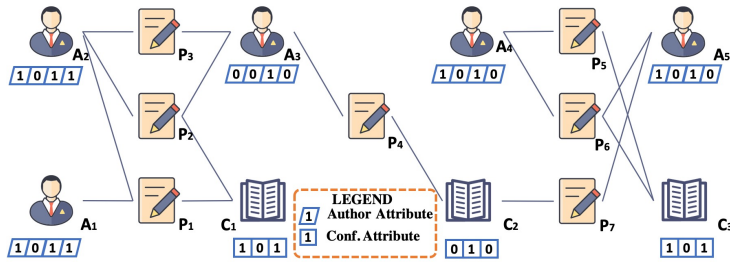 A2 P3 A3 A4 P5 A5
1 0 1 1 0 0 1 0 1 0 1 0 1 0 1 0
P2 P4 P6
A1 P1 C1 C2 P7 C3
LEGEND
1 Author Attribute
1 Conf. Attribute
1 0 1 1 1 0 1 0 1 0 1 0 1